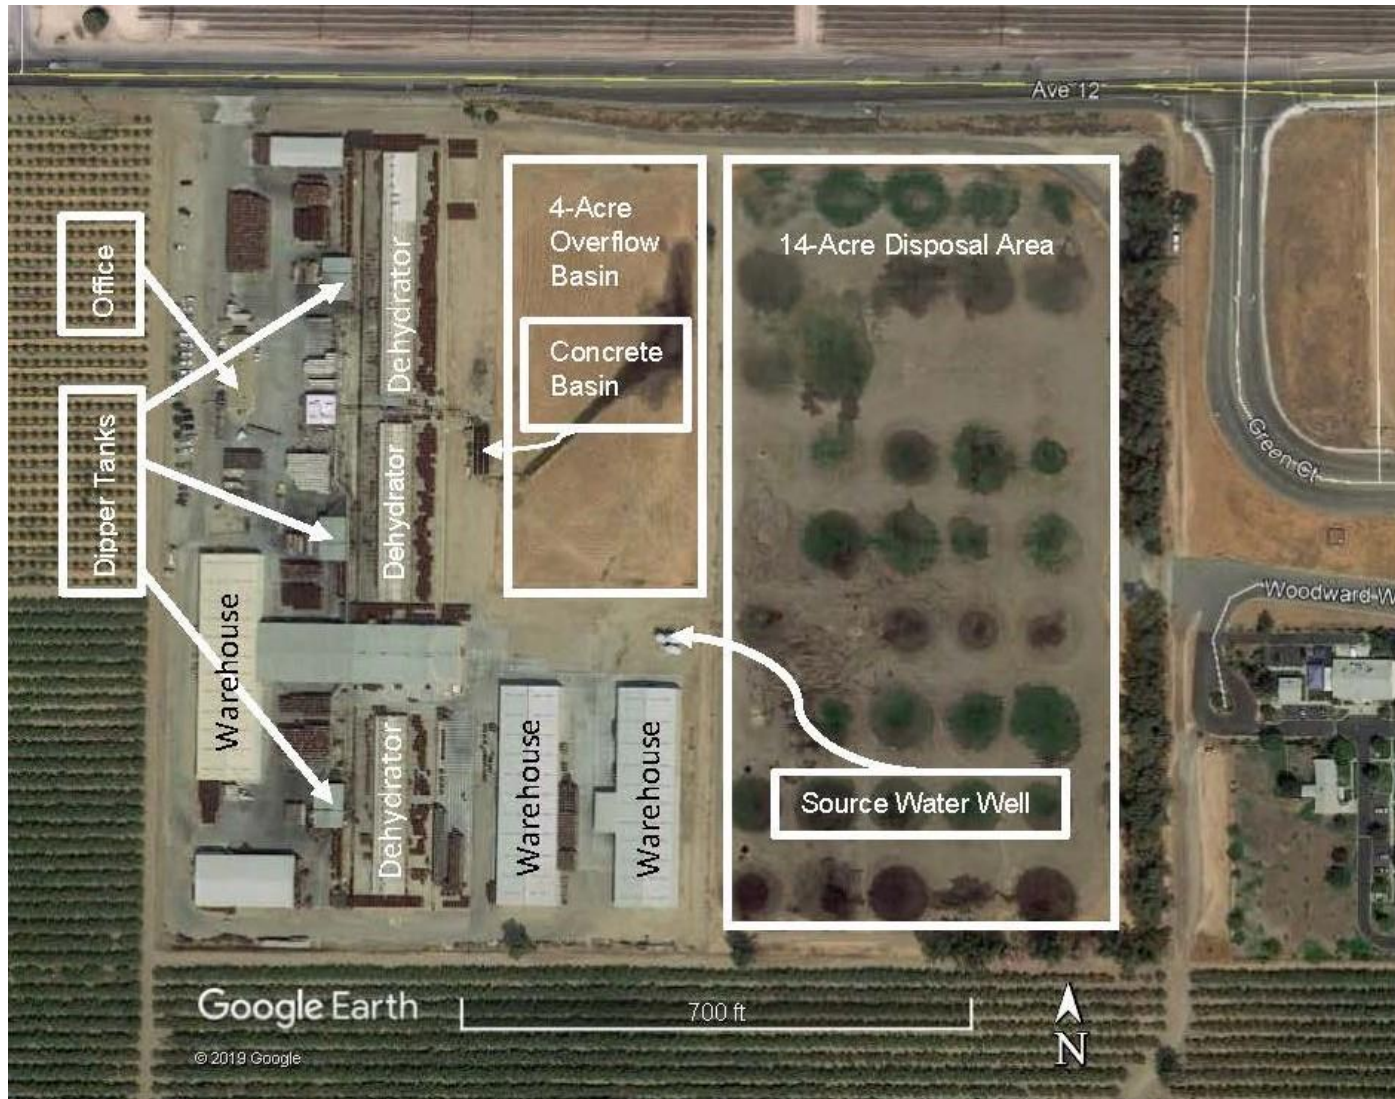 Ave 12
4-Acre
Overflow
Basin
14-Acre Disposal Area
Office
Dehydrator
Concrete
Basin
Dipper Tanks
Dehydrator
Green Ct
Woodward W
Warehouse
Dehydrator
Warehouse
Warehouse
Source Water Well
Google Earth
700 ft
N
© 2019 Google